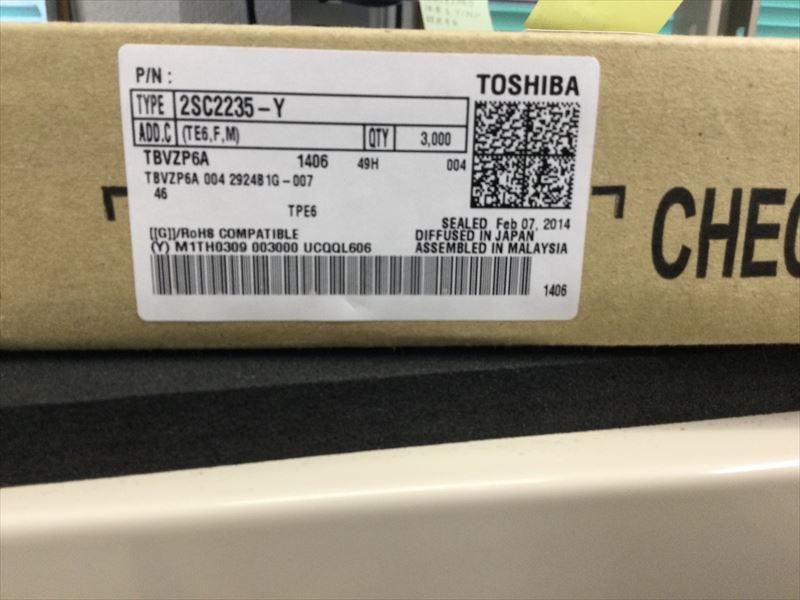 P/N :
TOSHIBA
TYPE 2SC2235-Y
ADD.C (TE6,F,M) QTY 3,000
TBVZP6A 1406 49H 004
TBVZP6A 004 292481G-007
46
TPE6
SEALED Feb 07, 2014
[[G]]/RoHS COMPATIBLE DIFFUSED IN JAPAN
(Y) M1TH0309 003000 UCQQL606 ASSEMBLED IN MALAYSIA
1406
CHEC